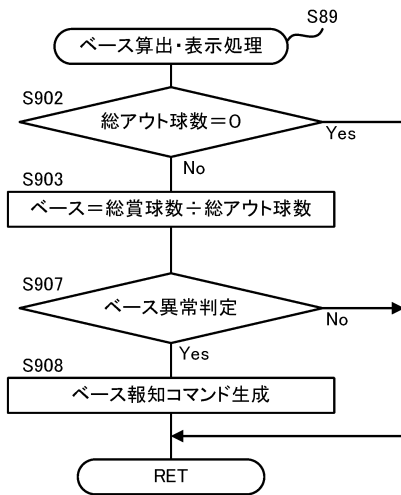 S89
ベース算出・表示処理
S902
総アウト球数＝0
Yes
No
S903
ベース＝総賞球数÷総アウト球数
S907
ベース異常判定
No
Yes
S908
ベース報知コマンド生成
RET